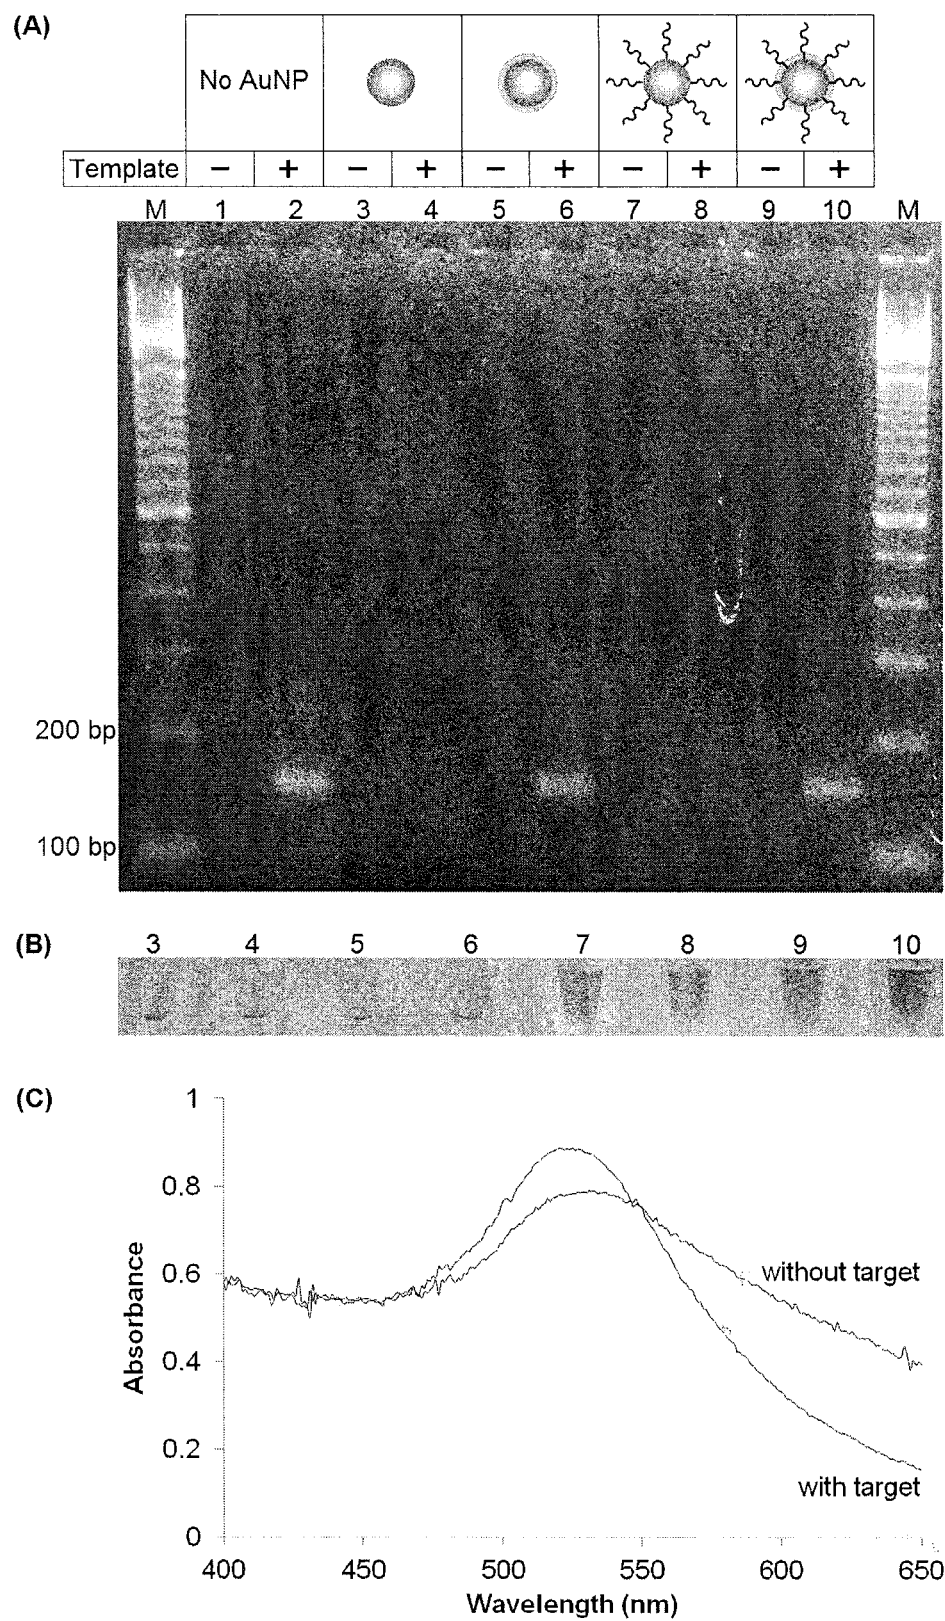 (A)
No AuNP
Template − + − + − + − + − +
M 1 2 3 4 5 6 7 8 9 10 M
200 bp
100 bp
(B) 3 4 5 6 7 8 9 10
(C)
1
0.8
0.6
0.4
0.2
0
Absorbance
without target
with target
400 450 500 550 600 650
Wavelength (nm)